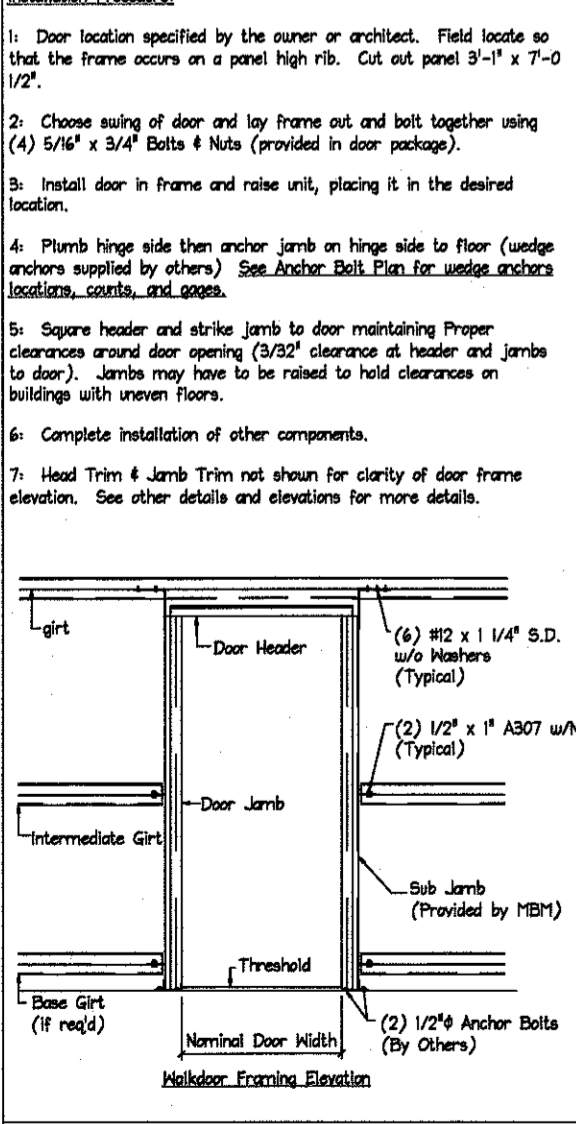 Installation Procedure:
1: Door location specified by the owner or architect. Field locate so
that the frame occurs on a panel high rib. Cut out panel 3'-1" x 7'-0
1/2".
2: Choose swing of door and lay frame out and bolt together using
(4) 5/16" x 3/4" Bolts & Nuts (provided in door package).
3: Install door in frame and raise unit, placing it in the desired
location.
4: Plumb hinge side then anchor jamb on hinge side to floor (wedge
anchors supplied by others) See Anchor Bolt Plan for wedge anchors
locations, counts, and gages.
5: Square header and strike jamb to door maintaining Proper
clearances around door opening (3/32" clearance at header and jambs
to door). Jambs may have to be raised to hold clearances on
buildings with uneven floors.
6: Complete installation of other components.
7: Head Trim & Jamb Trim not shown for clarity of door frame
elevation. See other details and elevations for more details.
girt
Door Header
(6) #12 x 1 1/4" S.D.
w/o Washers
(Typical)
(2) 1/2" x 1" A307 w/N
(Typical)
Door Jamb
Intermediate Girt
Sub Jamb
(Provided by MBM)
Threshold
Base Girt
(if req'd)
(2) 1/2"ϕ Anchor Bolts
(By Others)
Nominal Door Width
Walkdoor Framing Elevation